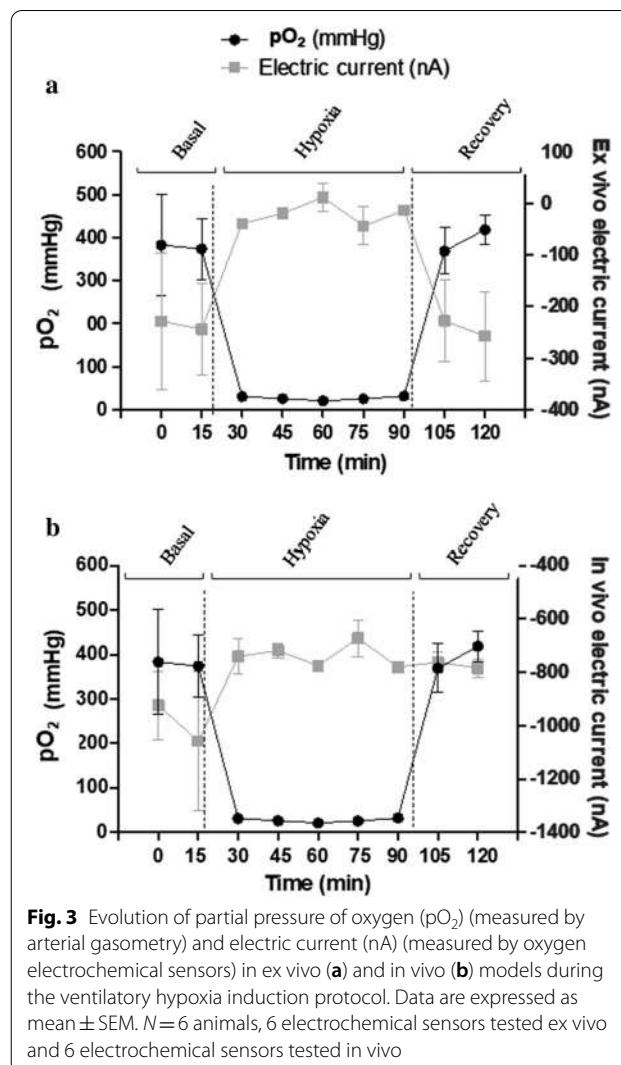 pO₂ (mmHg)
Electric current (nA)
a
Basal
Hypoxia
Recovery
600
500
400
300
00
100
0
pO₂ (mmHg)
100
0
-100
-200
-300
-400
Ex vivo electric current (nA)
0 15 30 45 60 75 90 105 120
Time (min)
b
Basal
Hypoxia
Recovery
600
500
400
300
200
100
0
pO₂ (mmHg)
-400
-600
-800
-1000
-1200
-1400
In vivo electric current (nA)
0 15 30 45 60 75 90 105 120
Time (min)
Fig. 3 Evolution of partial pressure of oxygen (pO₂) (measured by
arterial gasometry) and electric current (nA) (measured by oxygen
electrochemical sensors) in ex vivo (a) and in vivo (b) models during
the ventilatory hypoxia induction protocol. Data are expressed as
mean ± SEM. N = 6 animals, 6 electrochemical sensors tested ex vivo
and 6 electrochemical sensors tested in vivo